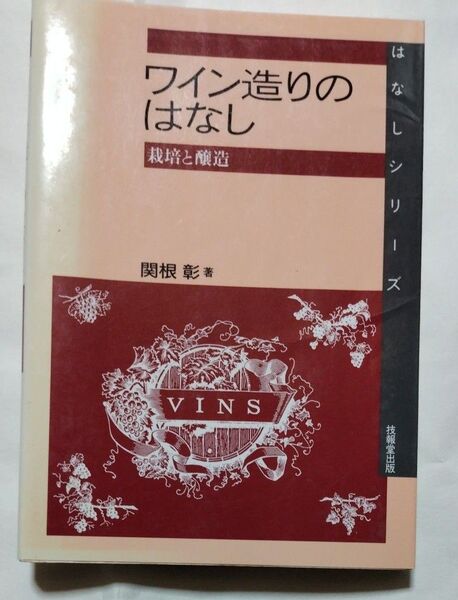 ワイン造りの
はなし
栽培と醸造
関根 彰 著
はなしシリーズ
VINS
技報堂出版